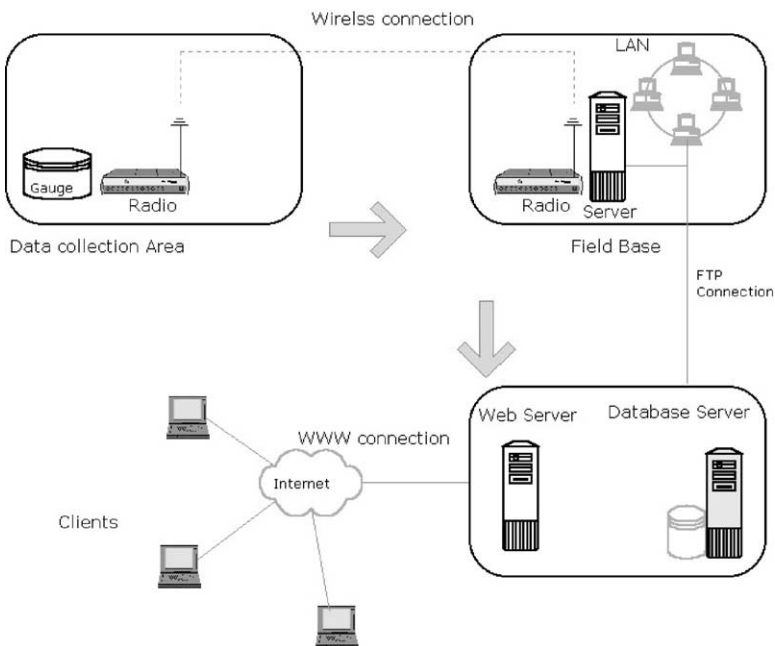 Wirelss connection
LAN
Gauge
Radio
Radio
Server
Data collection Area
Field Base
FTP
Connection
Web Server
Database Server
WWW connection
Internet
Clients